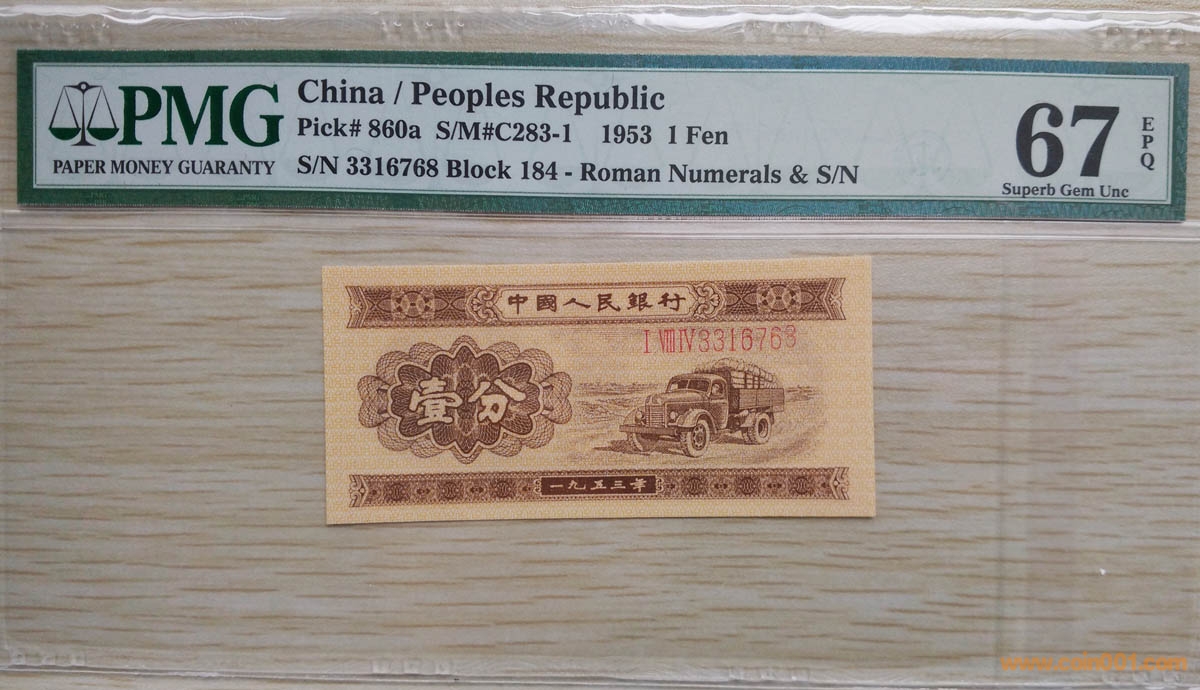 PMG
PAPER MONEY GUARANTY
China / Peoples Republic
Pick# 860a S/M#C283-1 1953 1 Fen
S/N 3316768 Block 184 - Roman Numerals & S/N
67
EPQ
Superb Gem Unc
中國人民銀行
I VIII IV 3316768
壹分
一九五三年
www.coin001.com